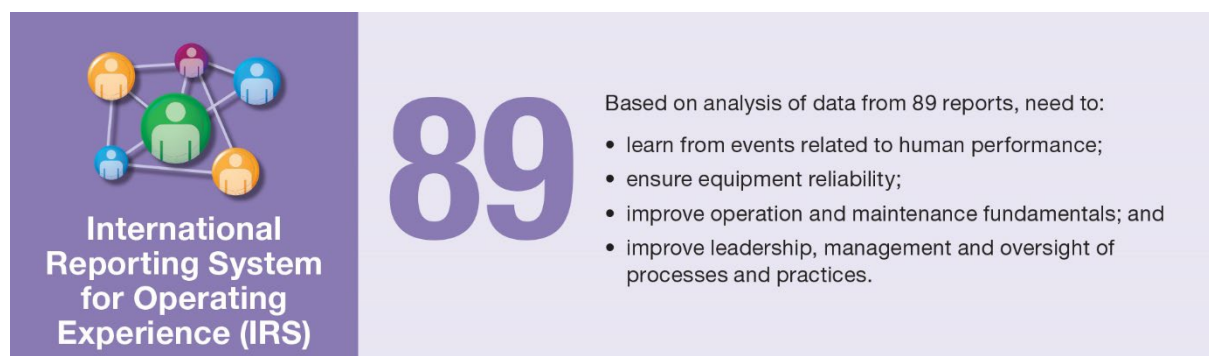 International
Reporting System
for Operating
Experience (IRS)
89
Based on analysis of data from 89 reports, need to:
• learn from events related to human performance;
• ensure equipment reliability;
• improve operation and maintenance fundamentals; and
• improve leadership, management and oversight of
processes and practices.